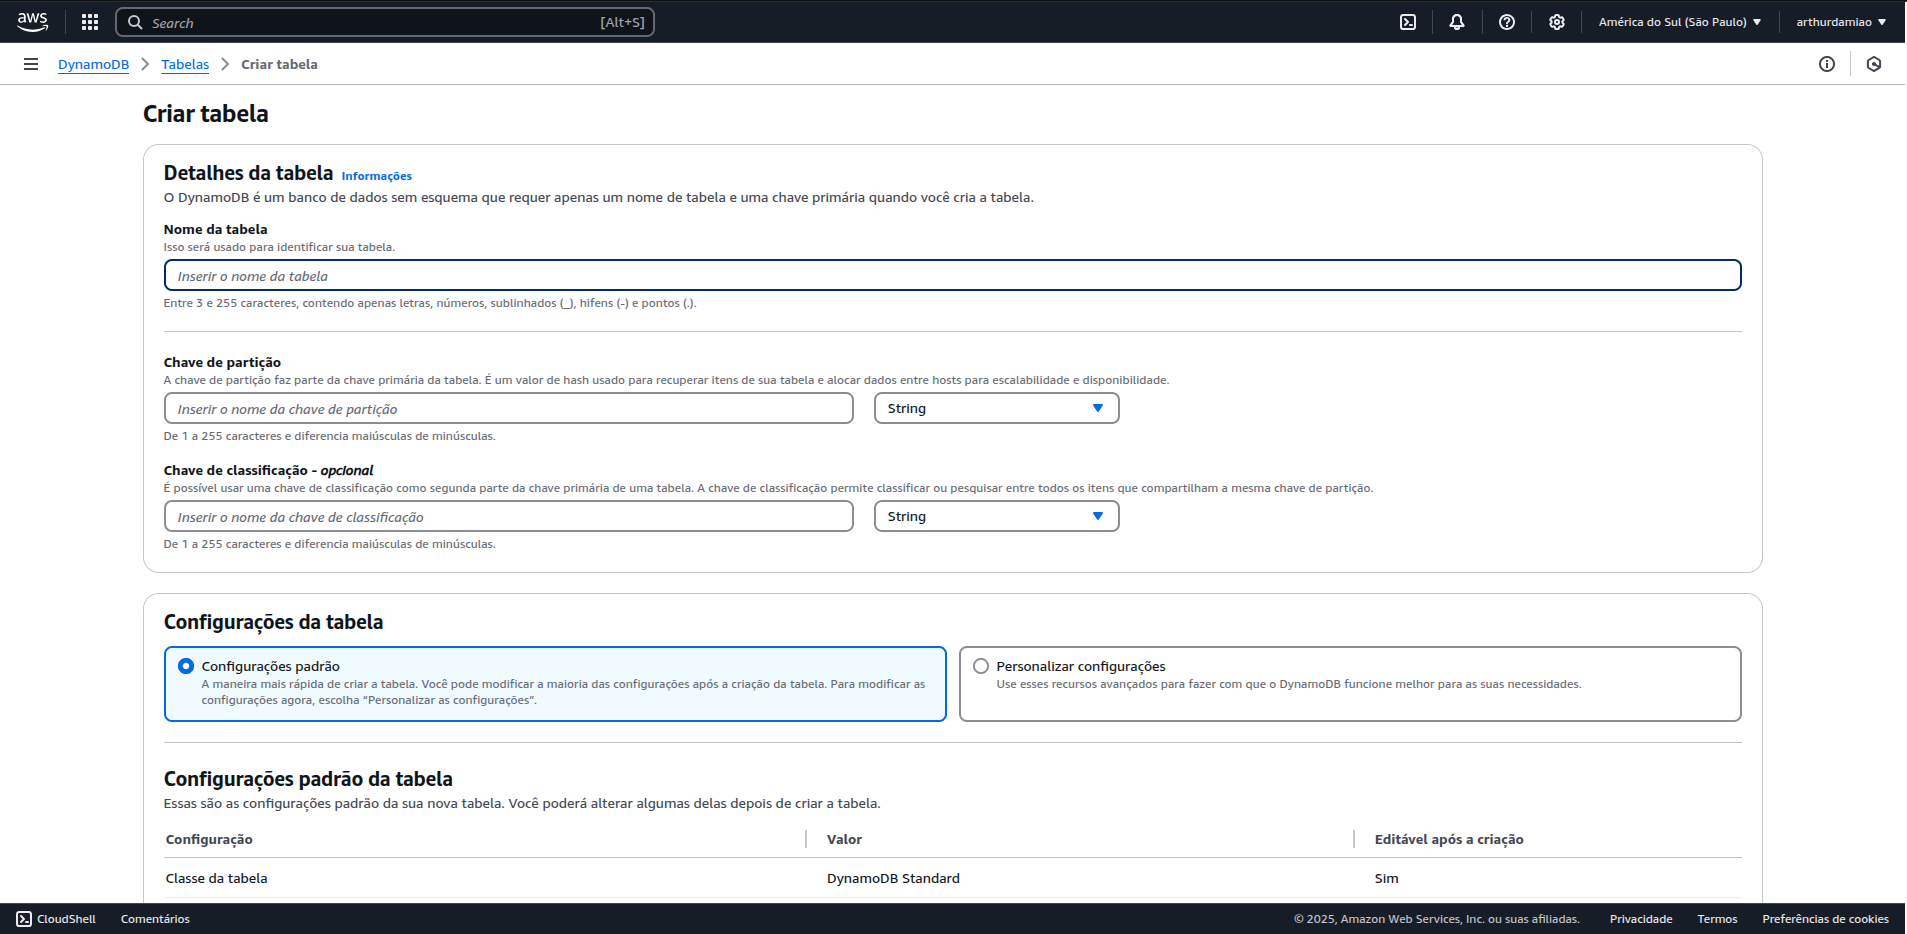 aws
Search [Alt+S]
América do Sul (São Paulo) arthurdamiao
DynamoDB Tabelas Criar tabela
Criar tabela
Detalhes da tabela Informações
O DynamoDB é um banco de dados sem esquema que requer apenas um nome de tabela e uma chave primária quando você cria a tabela.
Nome da tabela
Isso será usado para identificar sua tabela.
Inserir o nome da tabela
Entre 3 e 255 caracteres, contendo apenas letras, números, sublinhados (_), hifens (-) e pontos (.).
Chave de partição
A chave de partição faz parte da chave primária da tabela. É um valor de hash usado para recuperar itens de sua tabela e alocar dados entre hosts para escalabilidade e disponibilidade.
Inserir o nome da chave de partição String
De 1 a 255 caracteres e diferencia maiúsculas de minúsculas.
Chave de classificação - opcional
É possível usar uma chave de classificação como segunda parte da chave primária de uma tabela. A chave de classificação permite classificar ou pesquisar entre todos os itens que compartilham a mesma chave de partição.
Inserir o nome da chave de classificação String
De 1 a 255 caracteres e diferencia maiúsculas de minúsculas.
Configurações da tabela
Configurações padrão
A maneira mais rápida de criar a tabela. Você pode modificar a maioria das configurações após a criação da tabela. Para modificar as
configurações agora, escolha “Personalizar as configurações”.
Personalizar configurações
Use esses recursos avançados para fazer com que o DynamoDB funcione melhor para as suas necessidades.
Configurações padrão da tabela
Essas são as configurações padrão da sua nova tabela. Você poderá alterar algumas delas depois de criar a tabela.
Configuração Valor Editável após a criação
Classe da tabela DynamoDB Standard Sim
CloudShell Comentários © 2025, Amazon Web Services, Inc. ou suas afiliadas. Privacidade Termos Preferências de cookies